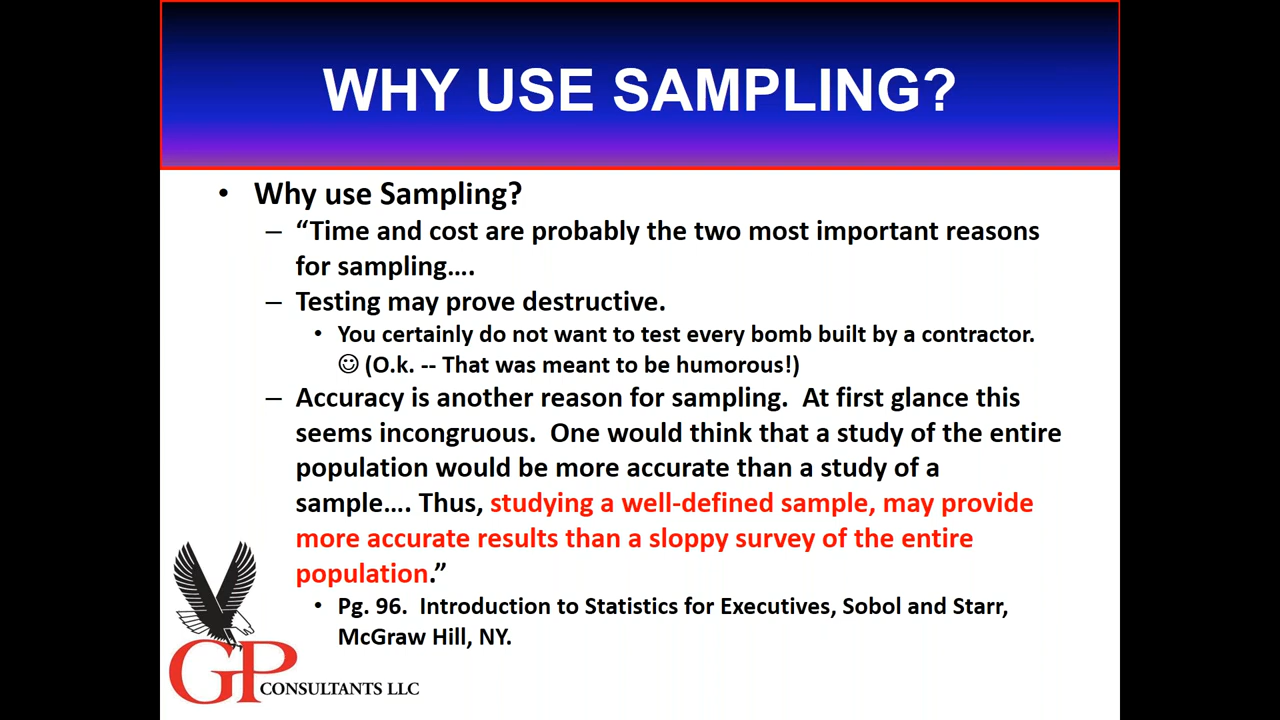 WHY USE SAMPLING?
• Why use Sampling?
– “Time and cost are probably the two most important reasons
for sampling….
– Testing may prove destructive.
• You certainly do not want to test every bomb built by a contractor.
☺ (O.k. -- That was meant to be humorous!)
– Accuracy is another reason for sampling. At first glance this
seems incongruous. One would think that a study of the entire
population would be more accurate than a study of a
sample…. Thus, studying a well-defined sample, may provide
more accurate results than a sloppy survey of the entire
population.”
• Pg. 96. Introduction to Statistics for Executives, Sobol and Starr,
McGraw Hill, NY.
GP CONSULTANTS LLC